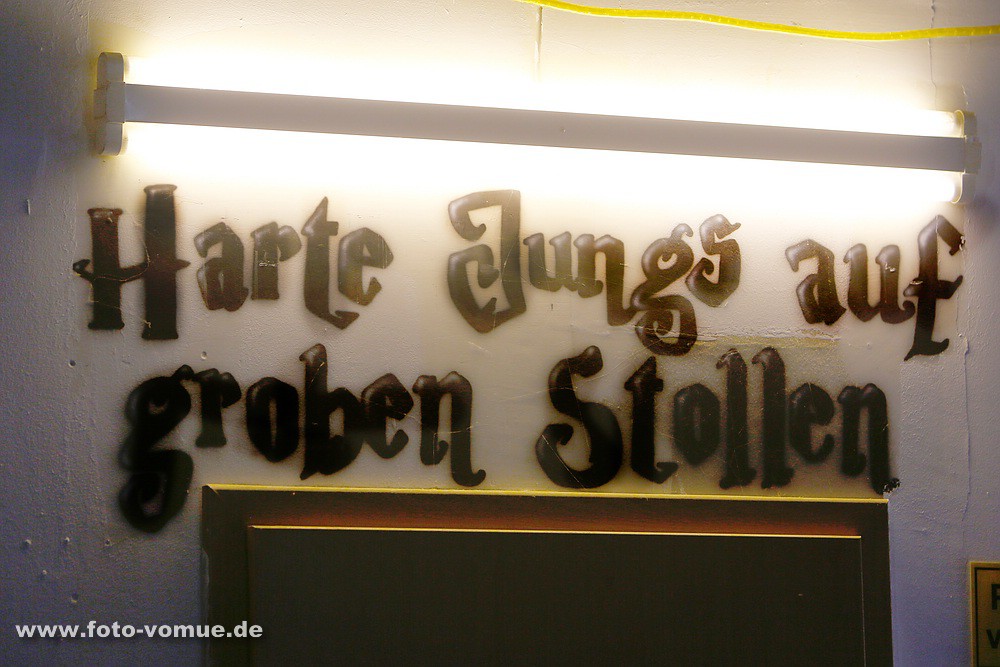 Harte Jungs auf
groben Stollen
www.foto-vomue.de